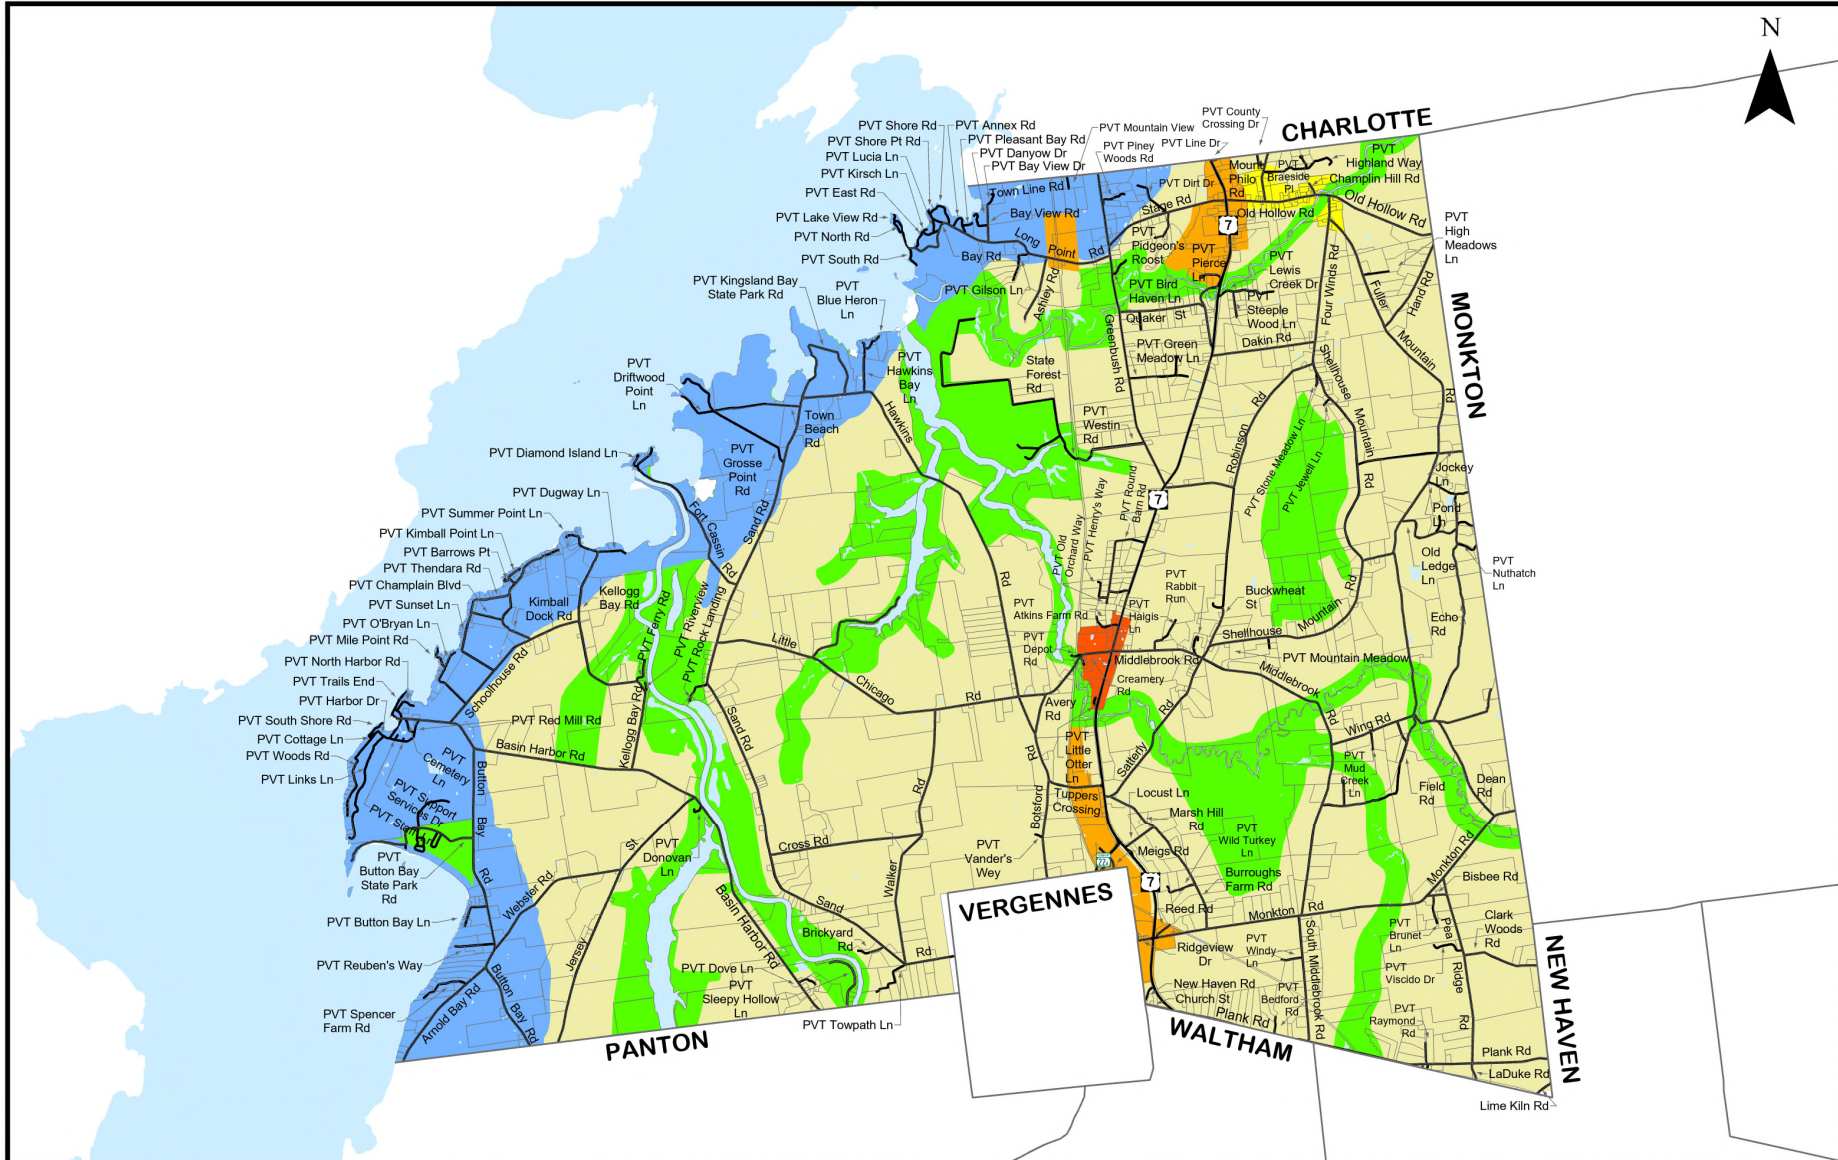 N
CHARLOTTE
PVT County
Crossing Dr
PVT Shore Rd
PVT Annex Rd
PVT Mountain View
PVT Shore Pt Rd
PVT Pleasant Bay Rd
PVT Line Dr
PVT Piney
Woods Rd
PVT Lucia Ln
PVT Danyow Dr
PVT Kirsch Ln
PVT Bay View Dr
PVT East Rd
Town Line Rd
PVT Dirt Dr
Mount
Philo
Rd
PVT
Braeside
Pl
PVT
Highland Way
Champlin Hill Rd
Old Hollow Rd
Old Hollow Rd
PVT Lake View Rd
Bay View Rd
Stage Rd
7
PVT North Rd
Long
Point
Rd
PVT South Rd
Bay Rd
PVT
Pidgeon's
Roost
PVT
Pierce
Ln
PVT
Lewis
Creek Dr
PVT
High
Meadows
Ln
PVT Kingsland Bay
State Park Rd
PVT
Blue Heron
Ln
PVT Gilson Ln
Ashley Rd
PVT Bird
Haven Ln
PVT
Steeple
Wood Ln
Four Winds Rd
Fuller
Hand Rd
MONKTON
Quaker St
Greenbush Rd
PVT Green
Meadow Ln
Dakin Rd
Shellhouse
Mountain
Rd
Mountain
Rd
PVT
Driftwood
Point
Ln
PVT
Hawkins
Bay
Ln
State
Forest
Rd
Town
Beach
Rd
Hawkins
Rd
PVT
Westin
Rd
Robinson
Rd
PVT Diamond Island Ln
PVT
Grosse
Point
Rd
PVT Stone Meadow Ln
PVT Jewell Ln
Jockey
Ln
PVT Dugway Ln
PVT Summer Point Ln
Fort Cassin
Rd
Sand Rd
PVT Henry's Way
PVT Round
Barn Rd
7
Pond
Ln
PVT Kimball Point Ln
PVT Barrows Pt
PVT Thendara Rd
PVT Champlain Blvd
PVT Old
Orchard Way
Old
Ledge
Ln
PVT
Nuthatch
Ln
PVT Sunset Ln
Kellogg
Bay Rd
Kimball
Dock Rd
PVT Ferry Rd
PVT Riverview
PVT Rock Landing
PVT
Atkins Farm Rd
PVT
Rabbit
Run
PVT
Haigis
Ln
Buckwheat
St
Echo
Rd
PVT O'Bryan Ln
PVT Mile Point Rd
Little
Chicago
Rd
PVT
Depot
Rd
Shellhouse
Mountain
Rd
PVT North Harbor Rd
Schoolhouse Rd
Middlebrook Rd
Middlebrook
Rd
PVT Mountain Meadow
PVT Trails End
PVT Harbor Dr
Creamery
Rd
PVT South Shore Rd
PVT Red Mill Rd
Kellogg Bay Rd
Sand Rd
Avery
Rd
Wing Rd
PVT Cottage Ln
Basin Harbor Rd
PVT
Little
Otter
Ln
Satterly
Rd
PVT Woods Rd
PVT
Cemetery
Ln
PVT
Mud
Creek
Ln
PVT Links Ln
PVT Support
Services Dr
PVT Staff Ln
Button
Bay
Rd
Botsford
Rd
Tuppers
Crossing
Locust Ln
Field
Rd
Dean
Rd
Marsh Hill
Rd
PVT
Button Bay
State Park
Rd
St
PVT
Donovan
Ln
Cross Rd
Walker
Rd
PVT
Vander's
Wey
PVT
Wild Turkey
Ln
Meigs Rd
Monkton Rd
7
Burroughs
Farm Rd
Bisbee Rd
Webster Rd
Basin Harbor Rd
VERGENNES
Sand
Rd
Reed Rd
Monkton
Rd
PVT Button Bay Ln
Jersey
Brickyard
Rd
Ridgeview
Dr
PVT
Windy
Ln
PVT
Brunet
Ln
Pea
Ridge
Rd
Clark
Woods
Rd
PVT Reuben's Way
Button Bay Rd
PVT Dove Ln
PVT
Viscido Dr
New Haven Rd
Church St
PVT
Bedford
Rd
South Middlebrook Rd
NEW HAVEN
PVT Spencer
Farm Rd
Arnold Bay Rd
PVT
Sleepy Hollow
Ln
PVT Towpath Ln
Plank Rd
PVT
Raymond
Rd
PANTON
WALTHAM
Plank Rd
LaDuke Rd
Lime Kiln Rd